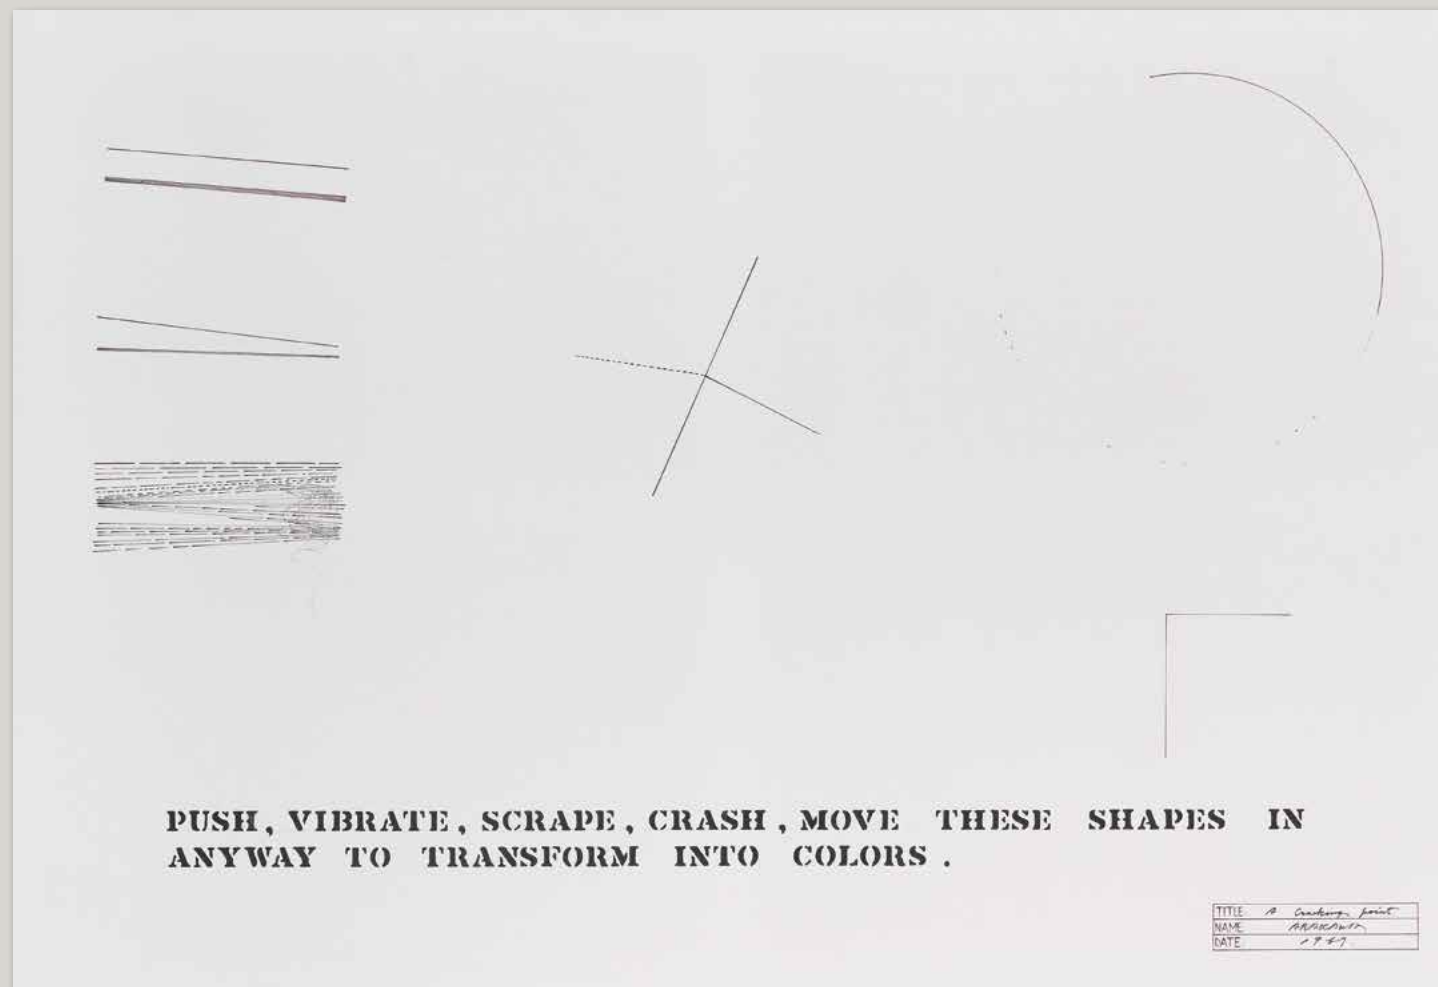 PUSH, VIBRATE, SCRAPE, CRASH, MOVE THESE SHAPES IN
ANYWAY TO TRANSFORM INTO COLORS.
TITLE A Cracking point
NAME ARAKAWA
DATE 1967